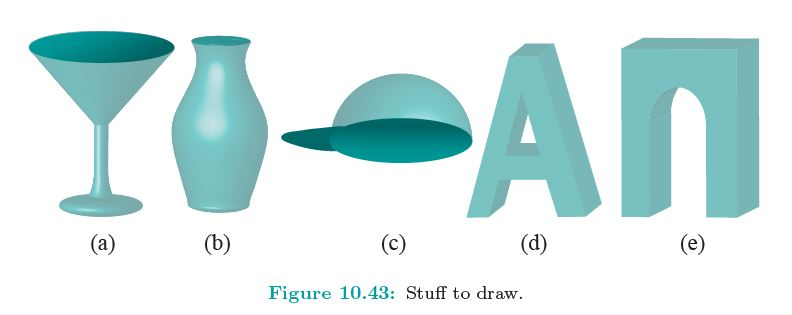 (a) (b) (c) (d) (e)
Figure 10.43: Stuff to draw.